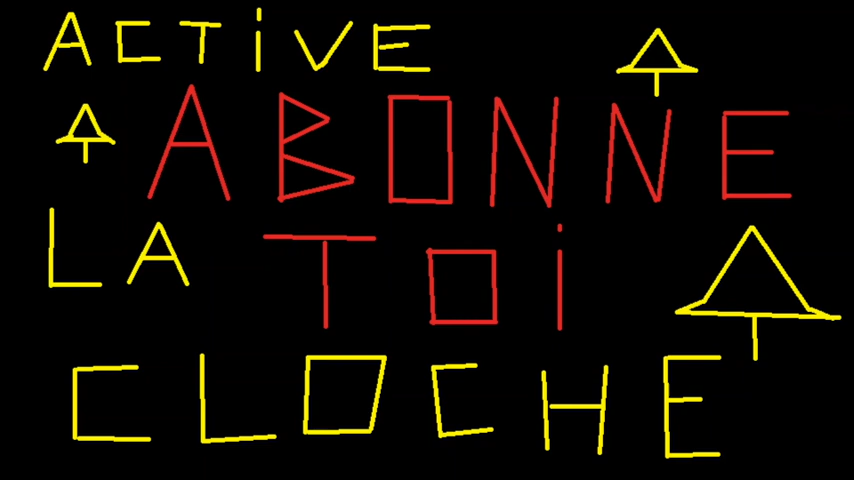 ACTiVE
ABONNE
LA
TOi
CLOCHE